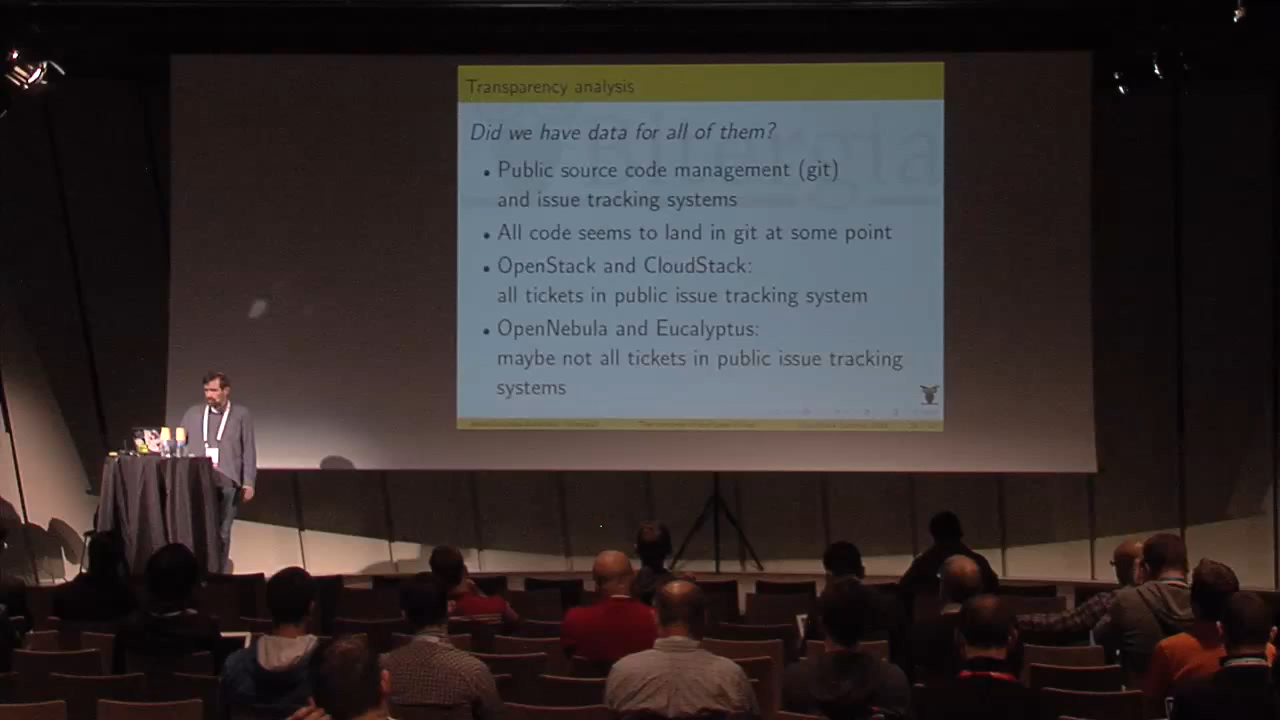 Transparency analysis
Did we have data for all of them?
• Public source code management (git)
and issue tracking systems
• All code seems to land in git at some point
• OpenStack and CloudStack:
all tickets in public issue tracking system
• OpenNebula and Eucalyptus:
maybe not all tickets in public issue tracking
systems